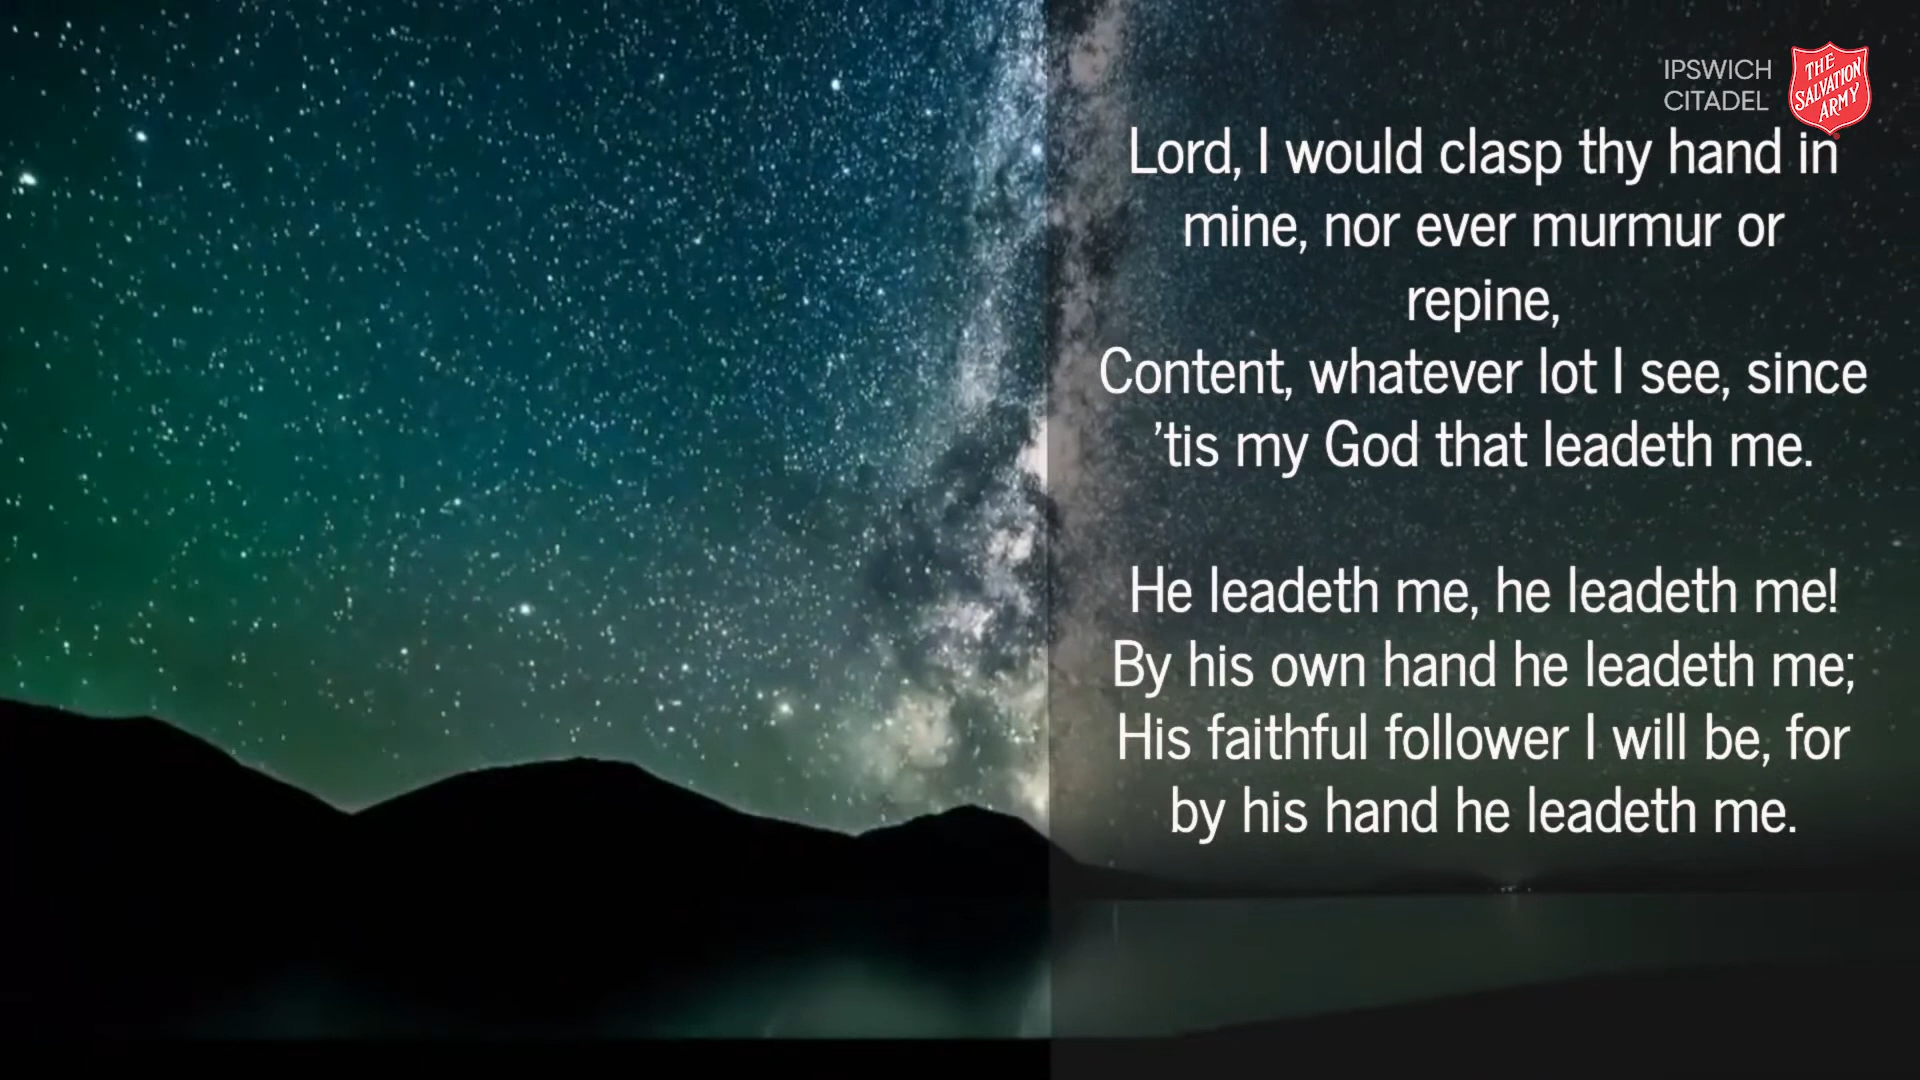 IPSWICH
CITADEL
THE
SALVATION
ARMY
Lord, I would clasp thy hand in
mine, nor ever murmur or
repine,
Content, whatever lot I see, since
’tis my God that leadeth me.
He leadeth me, he leadeth me!
By his own hand he leadeth me;
His faithful follower I will be, for
by his hand he leadeth me.